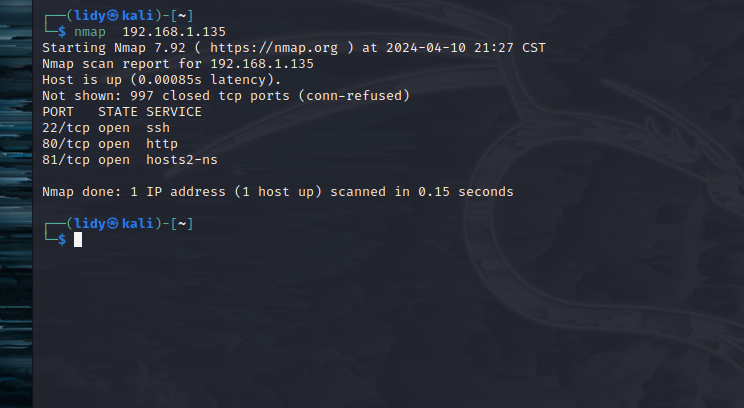 ┌──(lidy㉿kali)-[~]
└─$ nmap  192.168.1.135
Starting Nmap 7.92 ( https://nmap.org ) at 2024-04-10 21:27 CST
Nmap scan report for 192.168.1.135
Host is up (0.00085s latency).
Not shown: 997 closed tcp ports (conn-refused)
PORT   STATE SERVICE
22/tcp open  ssh
80/tcp open  http
81/tcp open  hosts2-ns
Nmap done: 1 IP address (1 host up) scanned in 0.15 seconds
┌──(lidy㉿kali)-[~]
└─$